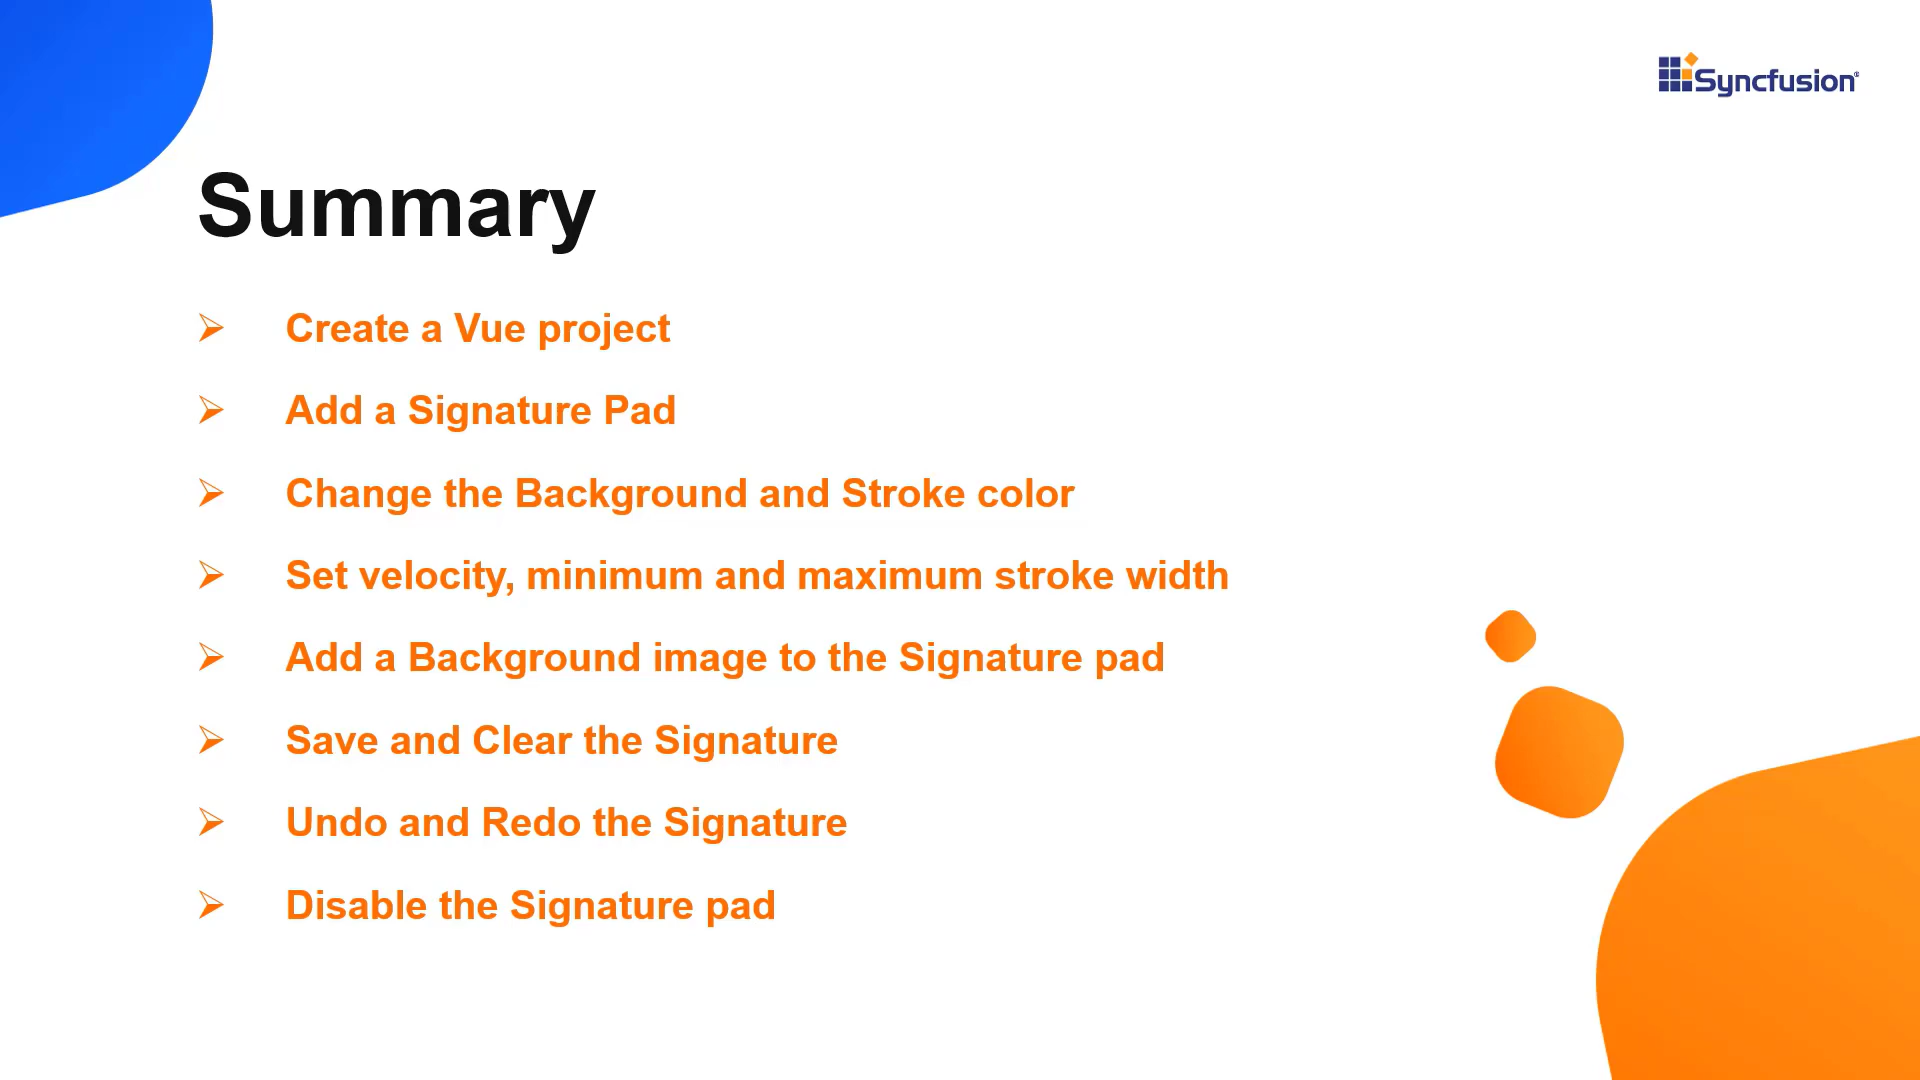 Syncfusion®
Summary
➢ Create a Vue project
➢ Add a Signature Pad
➢ Change the Background and Stroke color
➢ Set velocity, minimum and maximum stroke width
➢ Add a Background image to the Signature pad
➢ Save and Clear the Signature
➢ Undo and Redo the Signature
➢ Disable the Signature pad